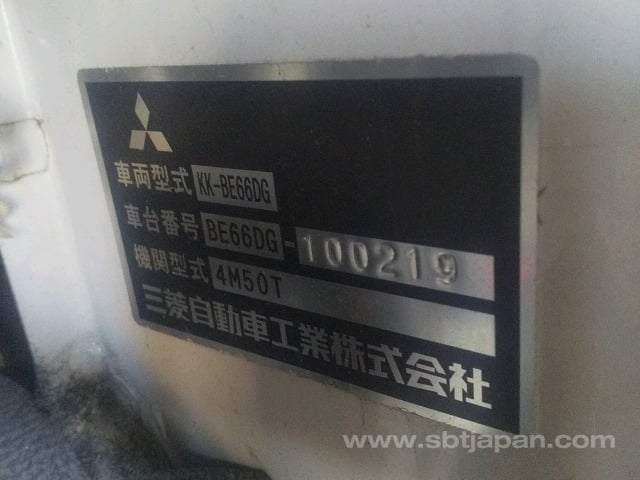 車両型式 KK-BE66DG
車台番号 BE66DG-100219
機関型式 4M50T
三菱自動車工業株式会社
www.sbtjapan.com